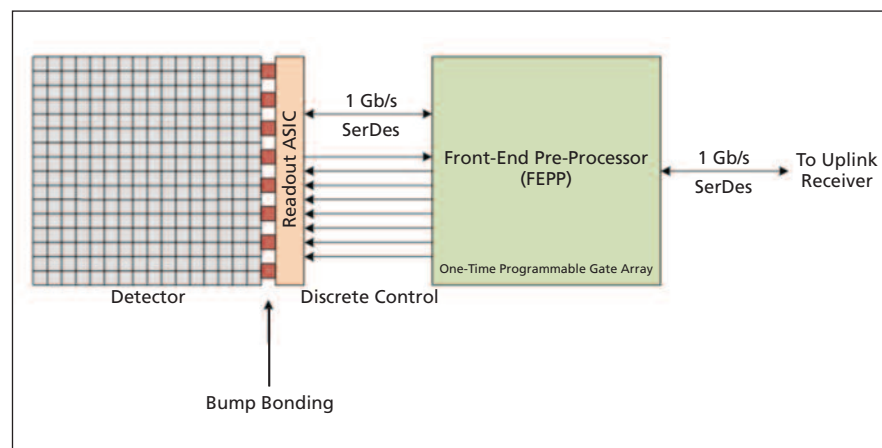 1 Gb/s
SerDes
Readout ASIC
Front-End Pre-Processor
(FEPP)
1 Gb/s
SerDes
To Uplink
Receiver
One-Time Programmable Gate Array
Detector
Discrete Control
Bump Bonding